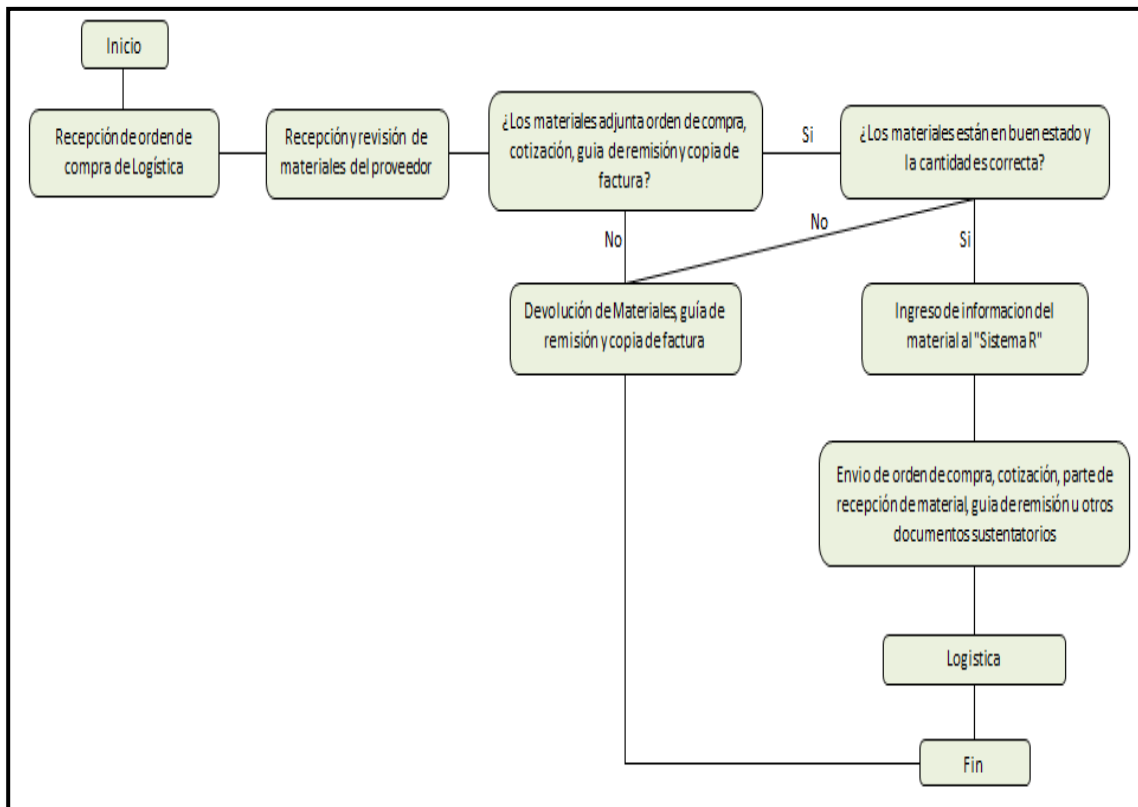 Inicio
Recepción de orden de
compra de Logística
Recepción y revisión de
materiales del proveedor
¿Los materiales adjunta orden de compra,
cotización, guia de remisión y copia de
factura?
Si
¿Los materiales están en buen estado y
la cantidad es correcta?
No
No
Si
Devolución de Materiales, guía de
remisión y copia de factura
Ingreso de informacion del
material al "Sistema R"
Envio de orden de compra, cotización, parte de
recepción de material, guia de remisión u otros
documentos sustentatorios
Logistica
Fin